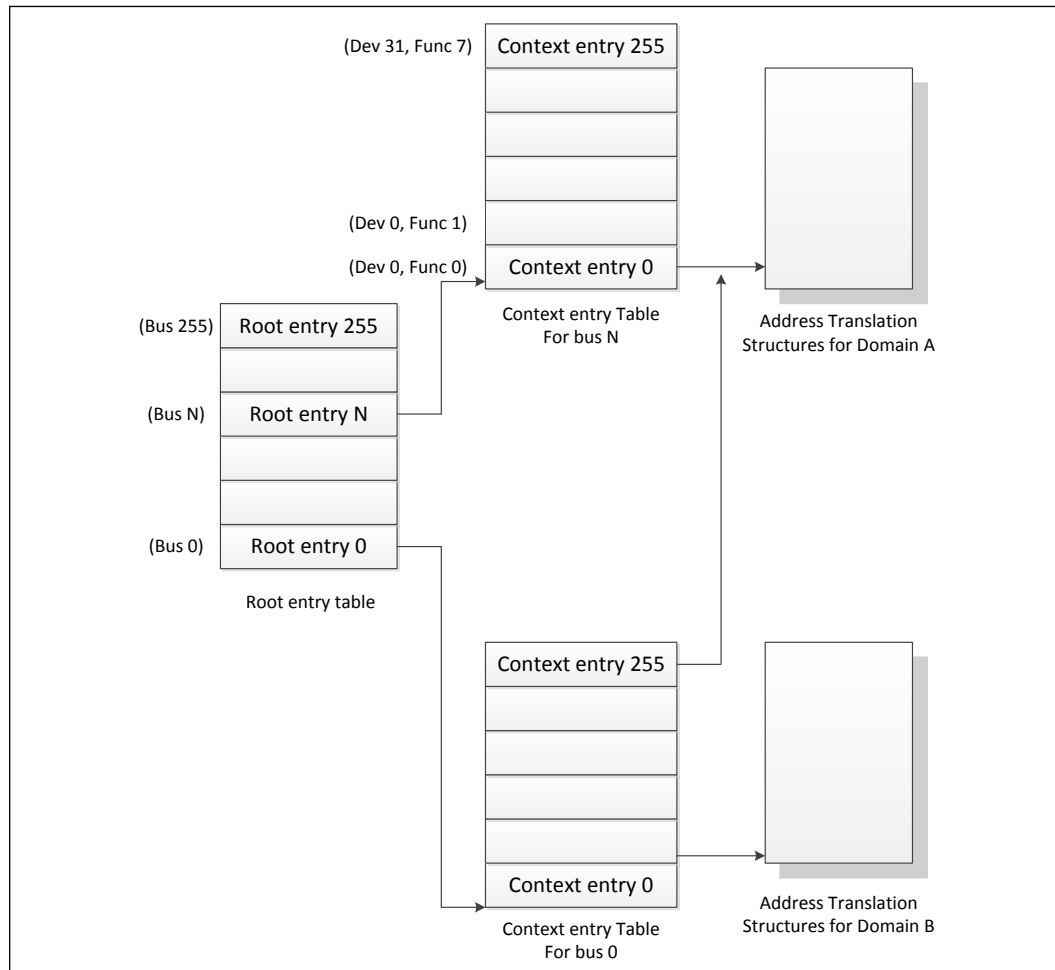 (Dev 31, Func 7)
Context entry 255
(Dev 0, Func 1)
(Dev 0, Func 0)
Context entry 0
Context entry Table
For bus N
Address Translation
Structures for Domain A
(Bus 255)
Root entry 255
(Bus N)
Root entry N
(Bus 0)
Root entry 0
Root entry table
Context entry 255
Context entry 0
Context entry Table
For bus 0
Address Translation
Structures for Domain B